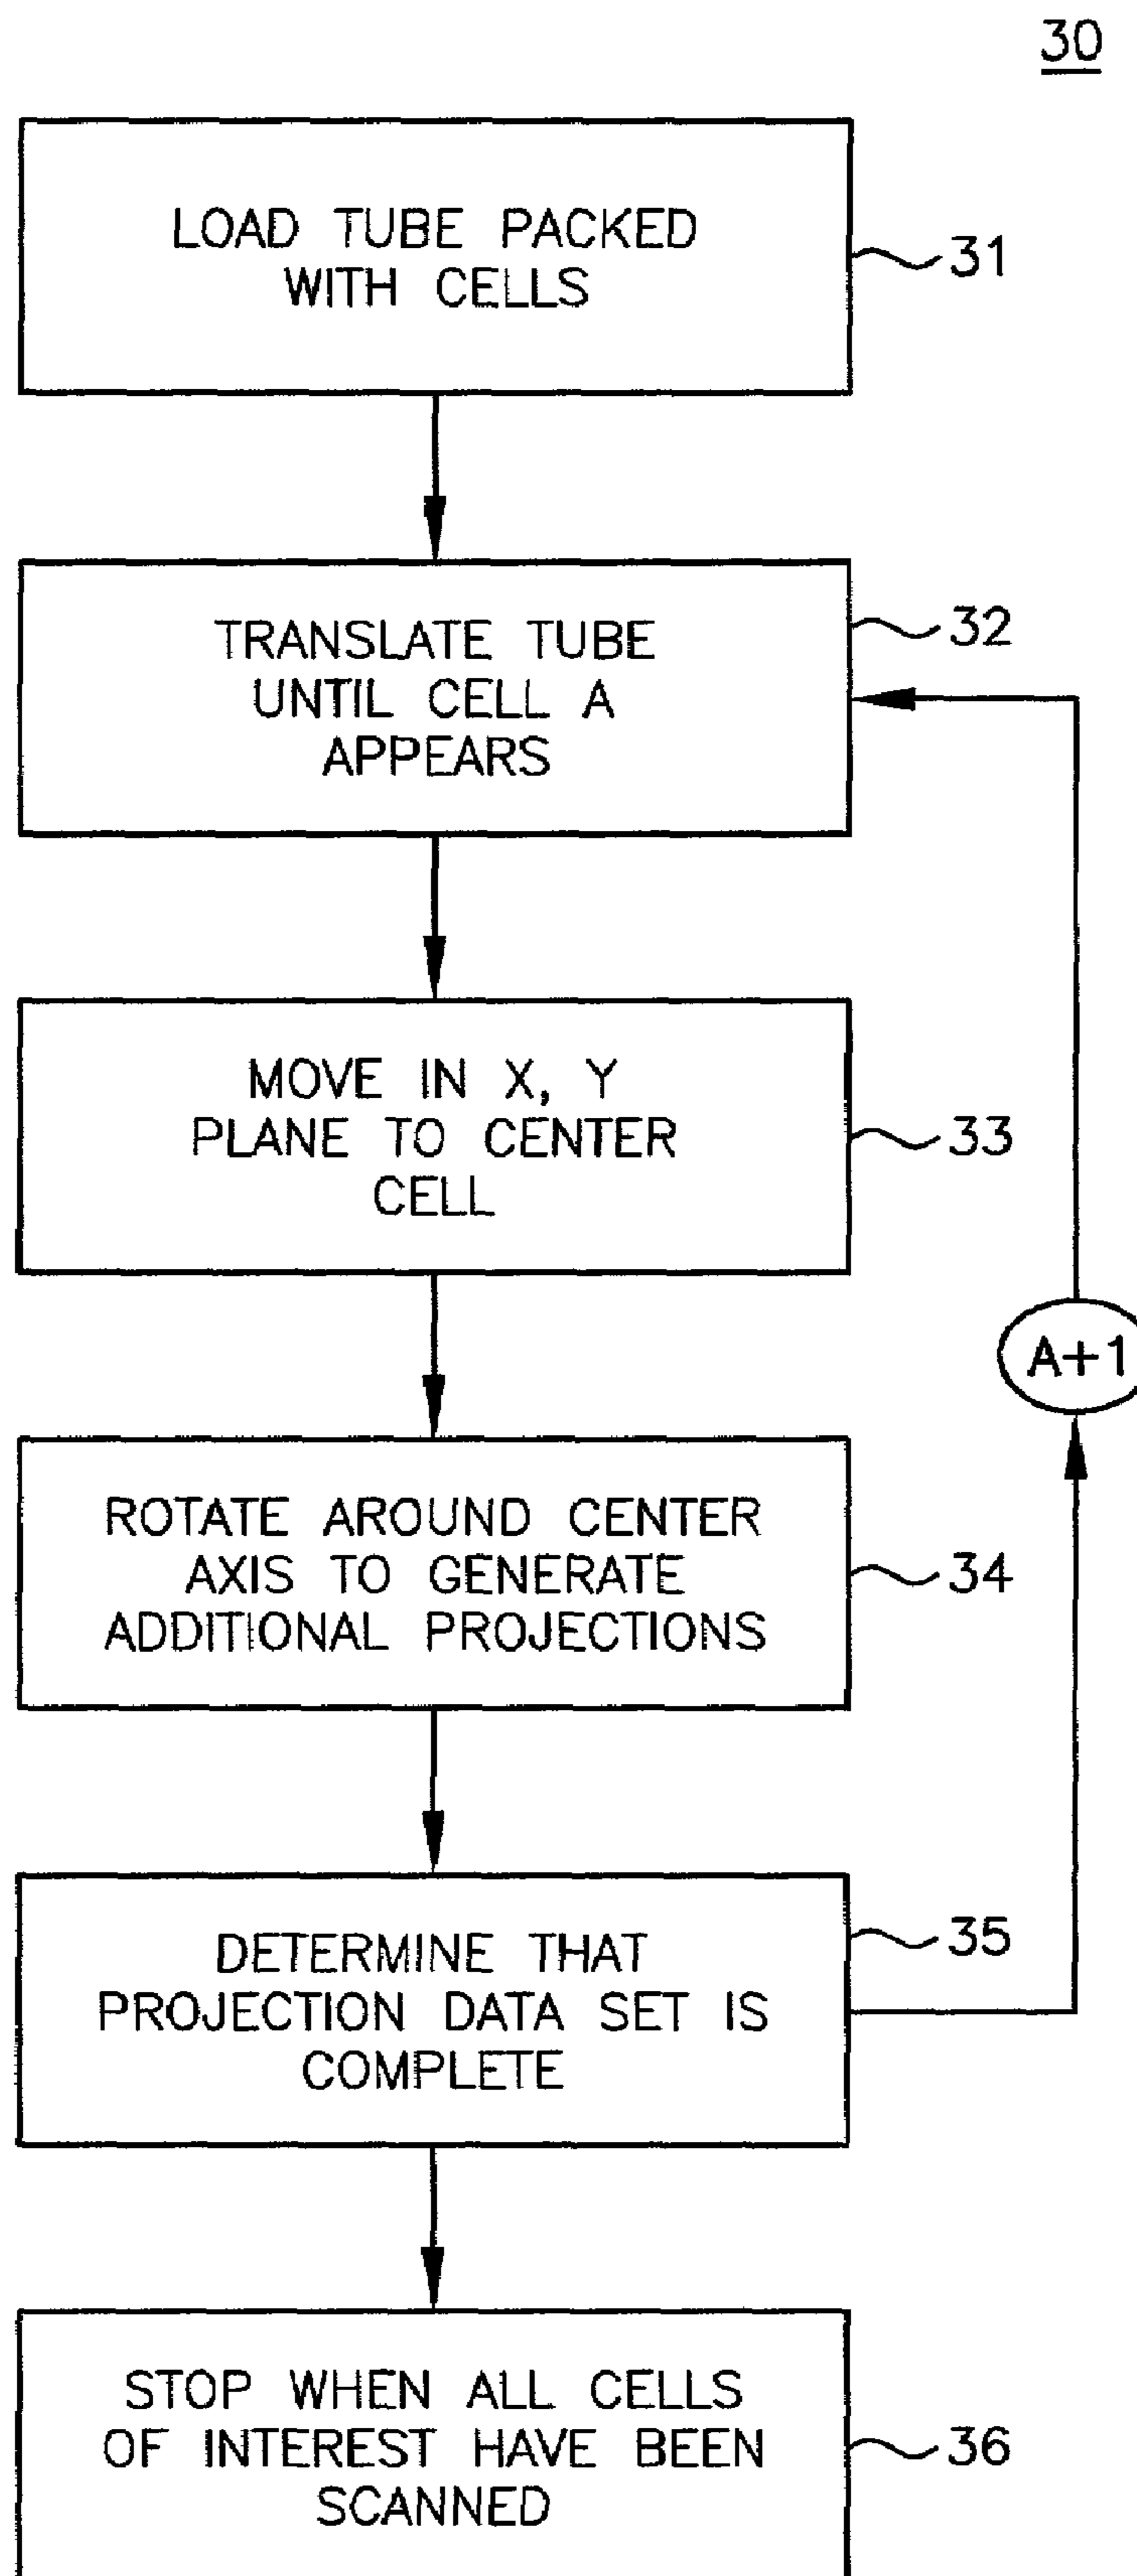 30
LOAD TUBE PACKED
WITH CELLS
31
TRANSLATE TUBE
UNTIL CELL A
APPEARS
32
MOVE IN X, Y
PLANE TO CENTER
CELL
33
A+1
ROTATE AROUND CENTER
AXIS TO GENERATE
ADDITIONAL PROJECTIONS
34
DETERMINE THAT
PROJECTION DATA SET IS
COMPLETE
35
STOP WHEN ALL CELLS
OF INTEREST HAVE BEEN
SCANNED
36